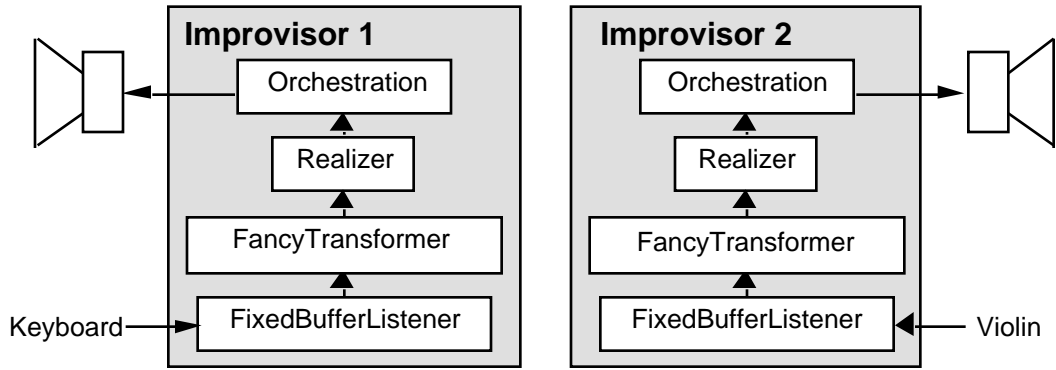 Improvisor 1
Orchestration
Realizer
FancyTransformer
FixedBufferListener
Keyboard
Improvisor 2
Orchestration
Realizer
FancyTransformer
FixedBufferListener
Violin